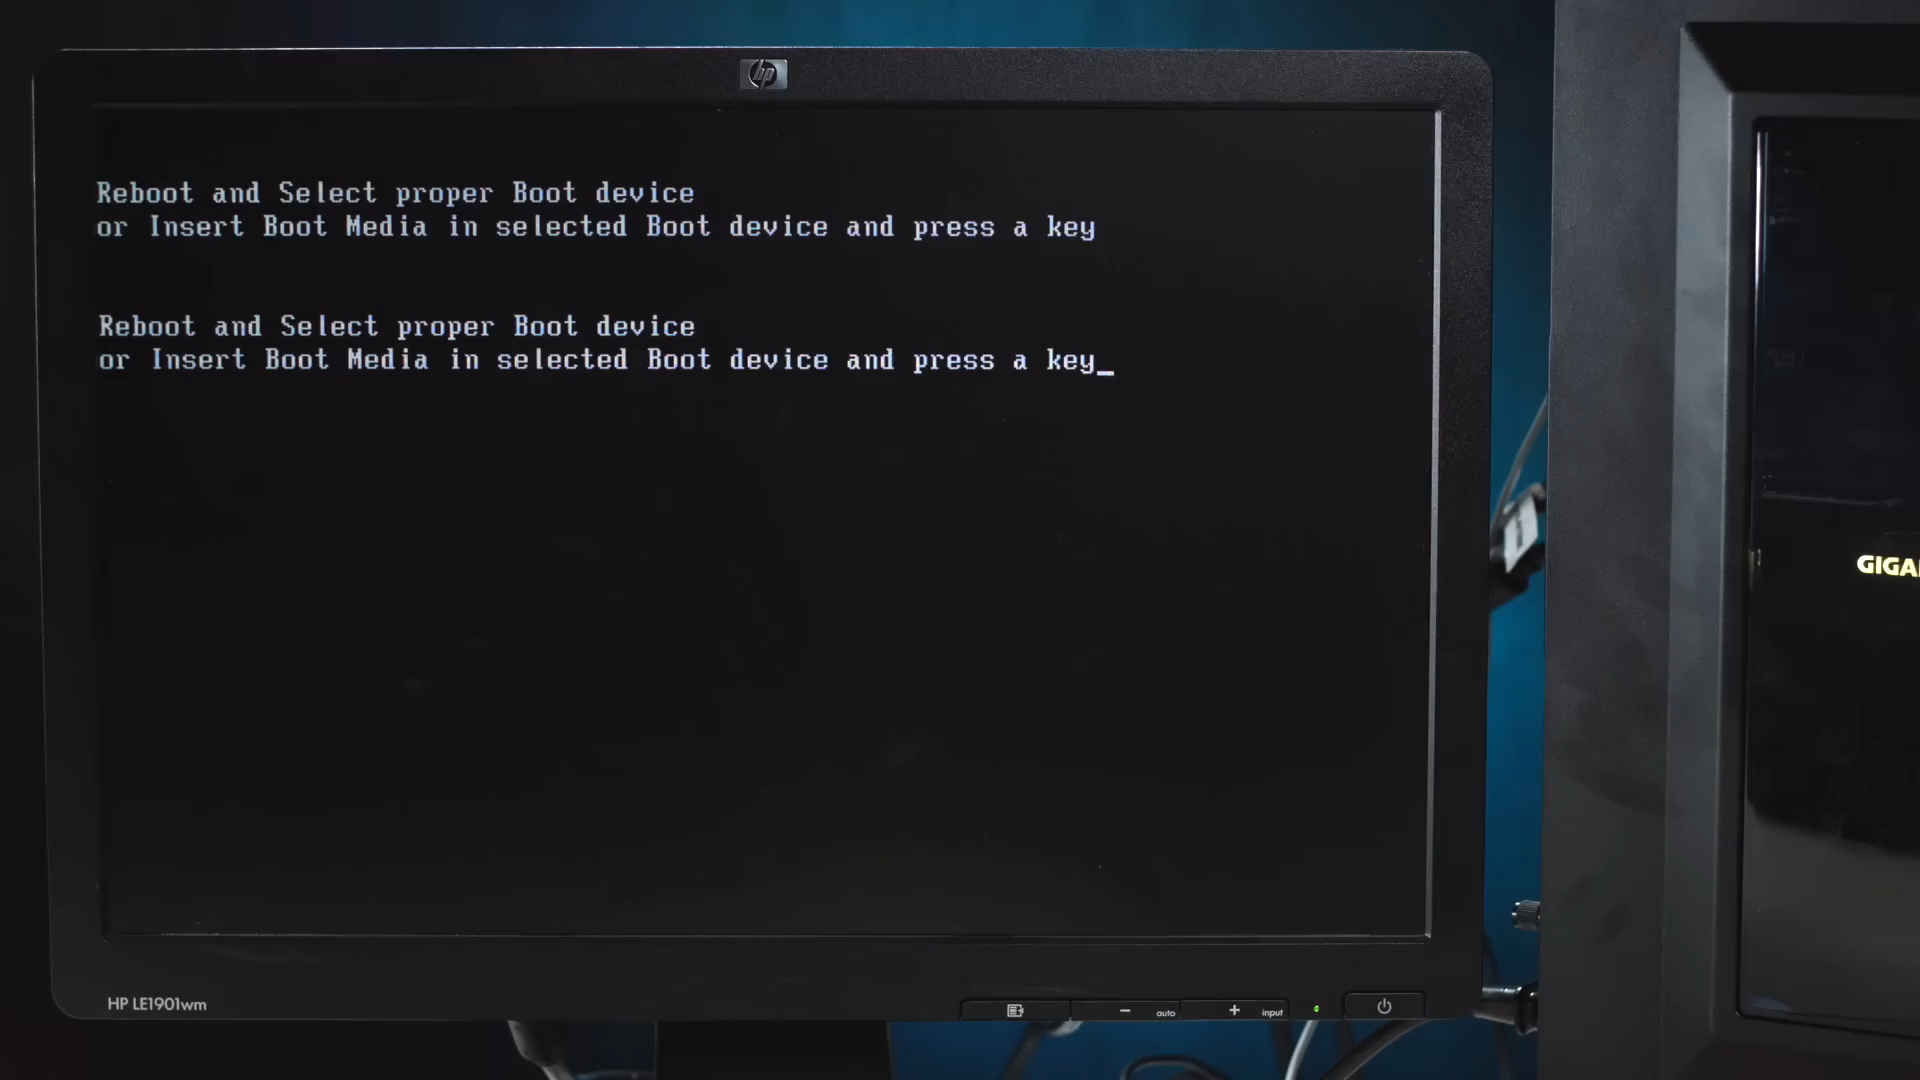 hp
Reboot and Select proper Boot device
or Insert Boot Media in selected Boot device and press a key
Reboot and Select proper Boot device
or Insert Boot Media in selected Boot device and press a key_
GIGA
HP LE1901wm
auto
input